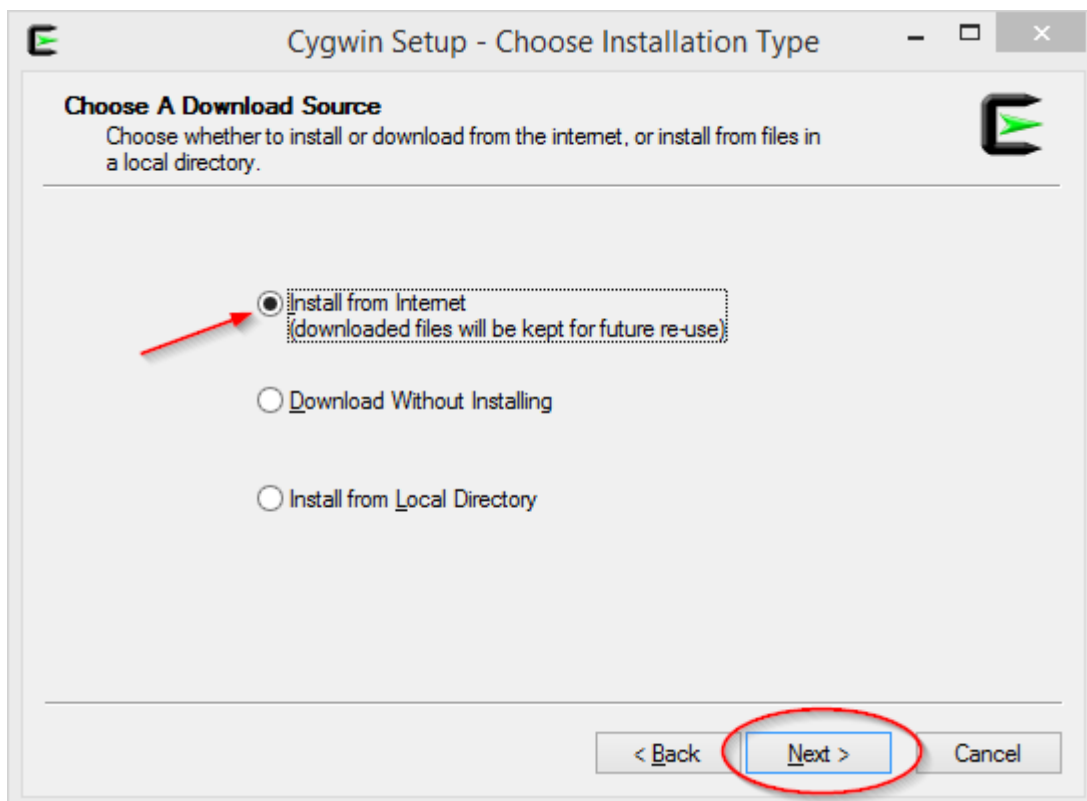 Cygwin Setup - Choose Installation Type
Choose A Download Source
Choose whether to install or download from the internet, or install from files in
a local directory.
Install from Internet
(downloaded files will be kept for future re-use)
Download Without Installing
Install from Local Directory
< Back
Next >
Cancel